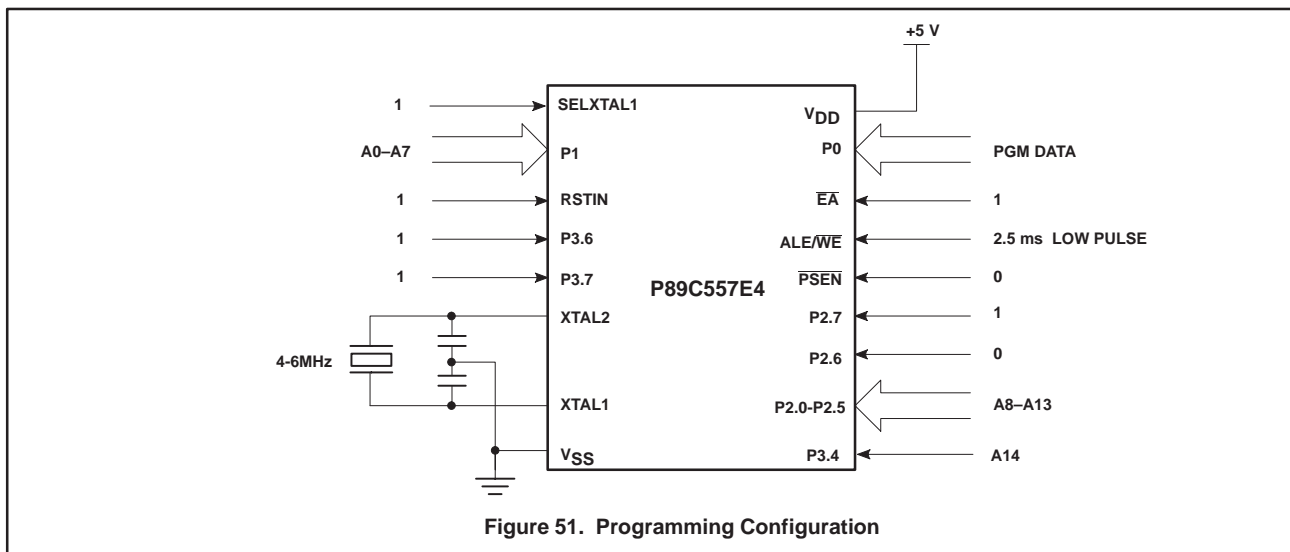 +5 V
1
SELXTAL1
VDD
A0–A7
P1
P0
PGM DATA
1
RSTIN
EA
1
1
P3.6
ALE/WE
2.5 ms LOW PULSE
1
P3.7
PSEN
0
P89C557E4
XTAL2
P2.7
1
4-6MHz
P2.6
0
XTAL1
P2.0-P2.5
A8–A13
VSS
P3.4
A14
Figure 51. Programming Configuration